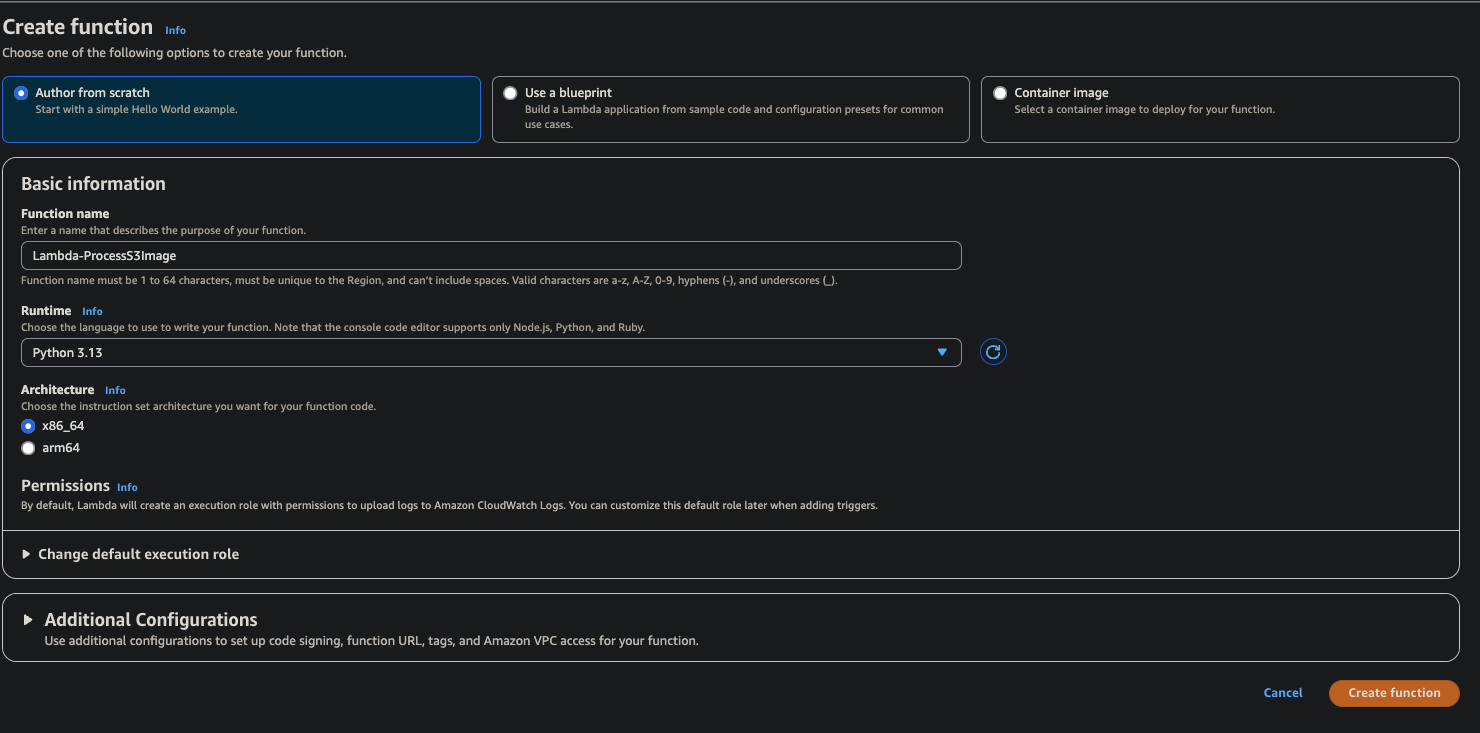 Create function Info
Choose one of the following options to create your function.
Author from scratch
Start with a simple Hello World example.
Use a blueprint
Build a Lambda application from sample code and configuration presets for common
use cases.
Container image
Select a container image to deploy for your function.
Basic information
Function name
Enter a name that describes the purpose of your function.
Lambda-ProcessS3Image
Function name must be 1 to 64 characters, must be unique to the Region, and can't include spaces. Valid characters are a-z, A-Z, 0-9, hyphens (-), and underscores (_).
Runtime Info
Choose the language to use to write your function. Note that the console code editor supports only Node.js, Python, and Ruby.
Python 3.13
Architecture Info
Choose the instruction set architecture you want for your function code.
x86_64
arm64
Permissions Info
By default, Lambda will create an execution role with permissions to upload logs to Amazon CloudWatch Logs. You can customize this default role later when adding triggers.
Change default execution role
Additional Configurations
Use additional configurations to set up code signing, function URL, tags, and Amazon VPC access for your function.
Cancel
Create function